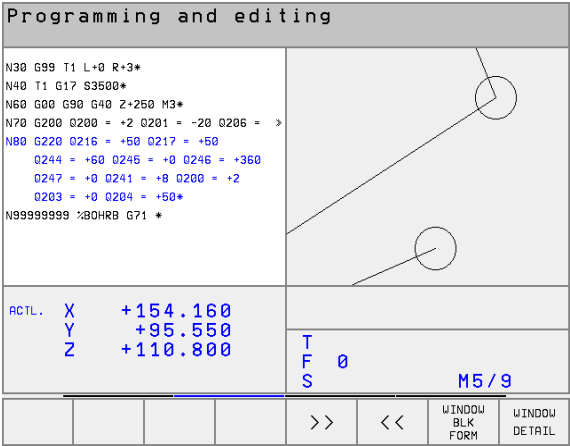 Programming and editing
N30 G99 T1 L+0 R+3*
N40 T1 G17 S3500*
N60 G00 G90 G40 Z+250 M3*
N70 G200 Q200 = +2 Q201 = -20 Q206 = »
N80 G220 Q216 = +50 Q217 = +50
Q244 = +60 Q245 = +0 Q246 = +360
Q247 = +0 Q241 = +8 Q200 = +2
Q203 = +0 Q204 = +50*
N99999999 %BOHRB G71 *
ACTL. X +154.160
Y +95.550
Z +110.800
T
F 0
S M5/9
>>
<<
WINDOW
BLK
FORM
WINDOW
DETAIL